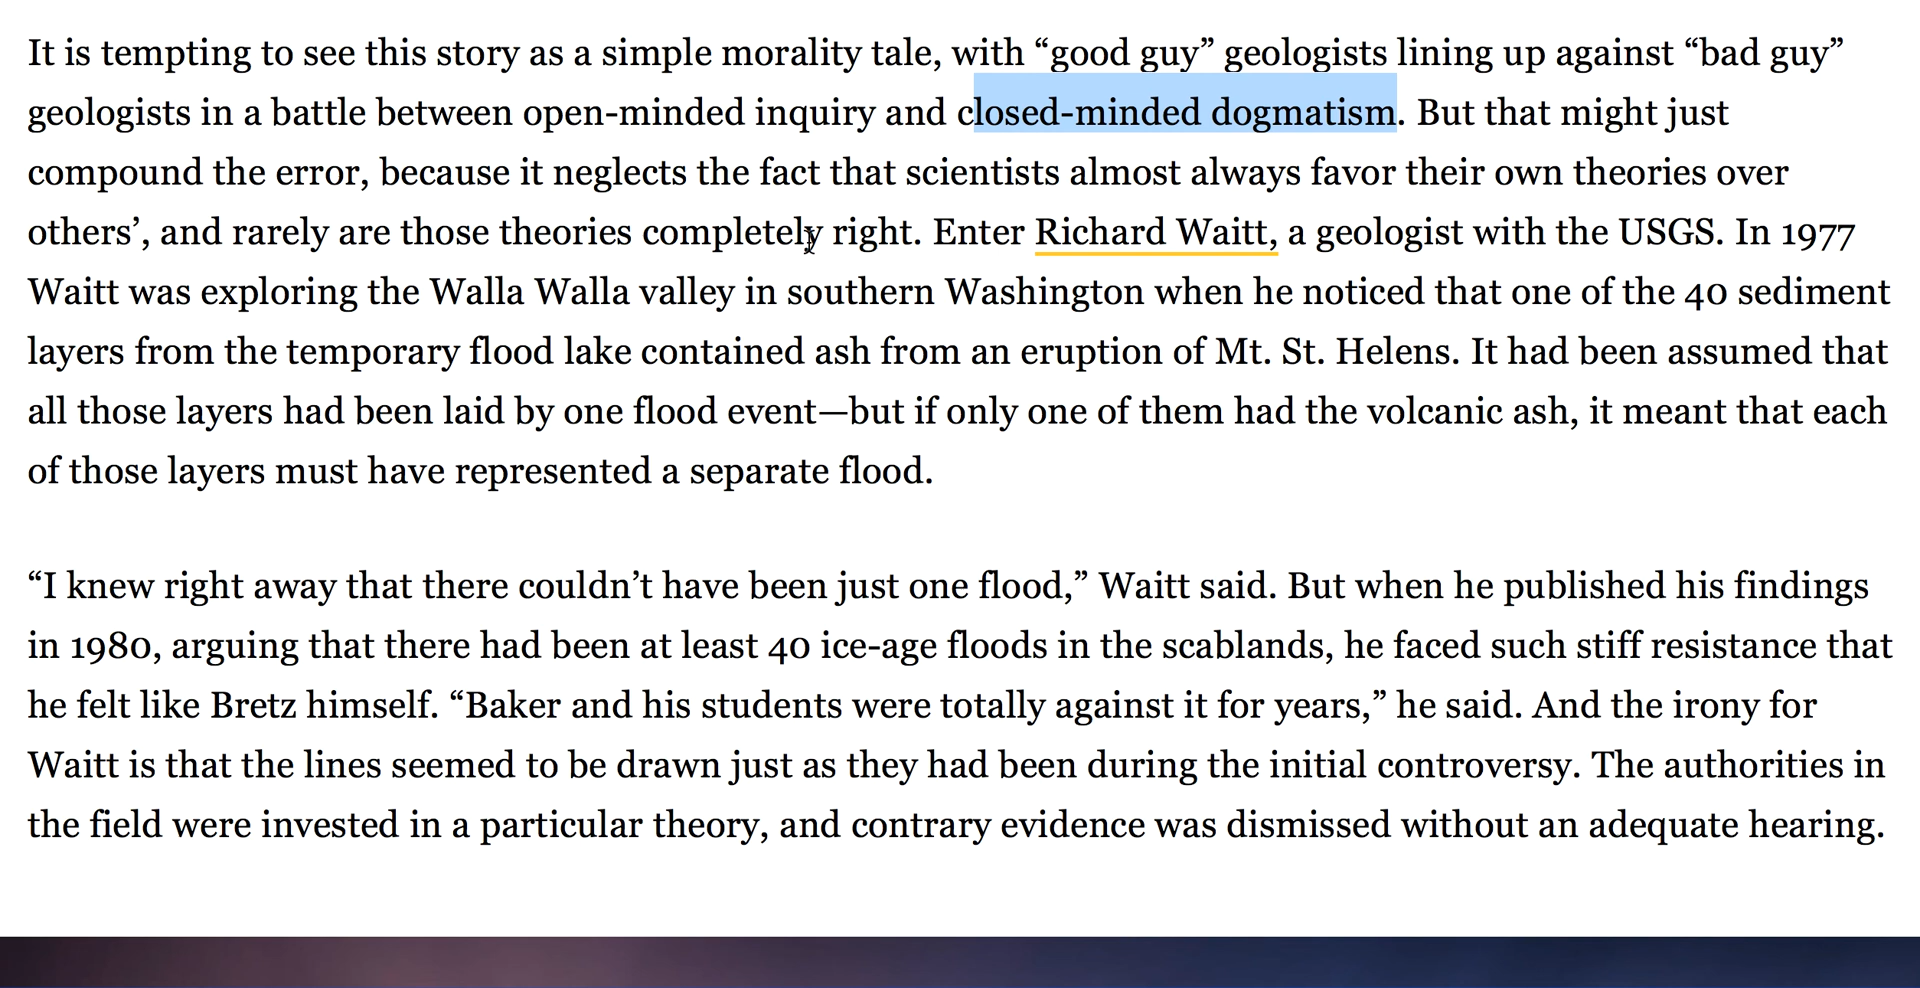 It is tempting to see this story as a simple morality tale, with “good guy” geologists lining up against “bad guy”
geologists in a battle between open-minded inquiry and closed-minded dogmatism. But that might just
compound the error, because it neglects the fact that scientists almost always favor their own theories over
others’, and rarely are those theories completely right. Enter Richard Waitt, a geologist with the USGS. In 1977
Waitt was exploring the Walla Walla valley in southern Washington when he noticed that one of the 40 sediment
layers from the temporary flood lake contained ash from an eruption of Mt. St. Helens. It had been assumed that
all those layers had been laid by one flood event—but if only one of them had the volcanic ash, it meant that each
of those layers must have represented a separate flood.
“I knew right away that there couldn’t have been just one flood,” Waitt said. But when he published his findings
in 1980, arguing that there had been at least 40 ice-age floods in the scablands, he faced such stiff resistance that
he felt like Bretz himself. “Baker and his students were totally against it for years,” he said. And the irony for
Waitt is that the lines seemed to be drawn just as they had been during the initial controversy. The authorities in
the field were invested in a particular theory, and contrary evidence was dismissed without an adequate hearing.